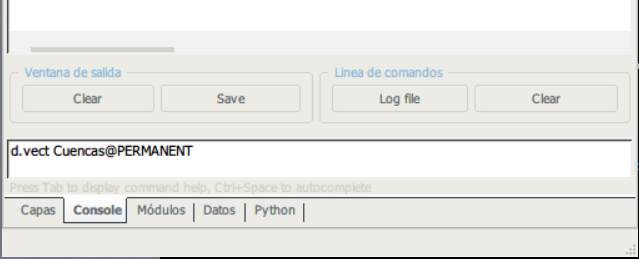 Ventana de salida
Linea de comandos
Clear
Save
Log file
Clear
d.vect Cuencas@PERMANENT
Press Tab to display command help, Ctrl+Space to autocomplete
Capas
Console
Módulos
Datos
Python